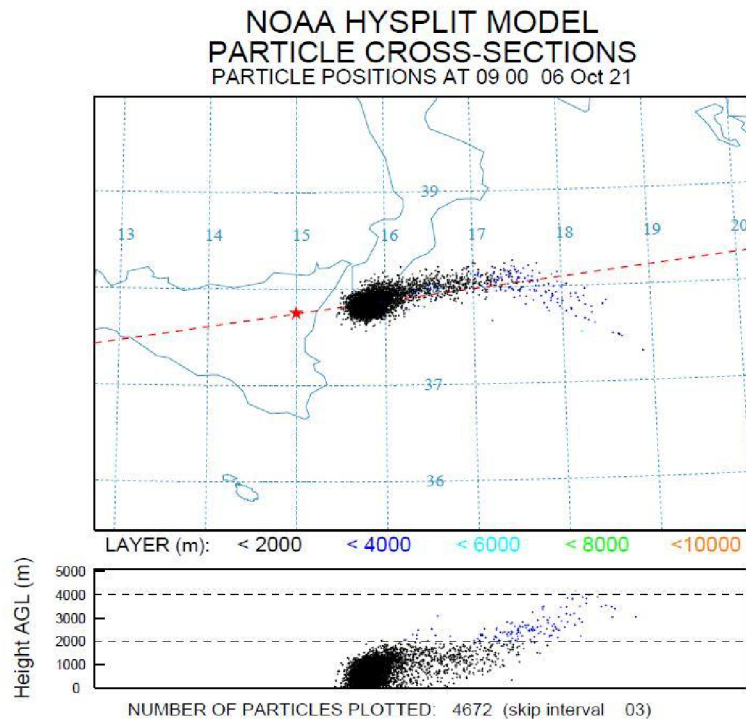 NOAA HYSPLIT MODEL
PARTICLE CROSS-SECTIONS
PARTICLE POSITIONS AT 09 00 06 Oct 21
39
13 14 15 16 17 18 19 20
37
36
LAYER (m): < 2000 < 4000 < 6000 < 8000 <10000
Height AGL (m)
5000
4000
3000
2000
1000
0
NUMBER OF PARTICLES PLOTTED: 4672 (skip interval 03)